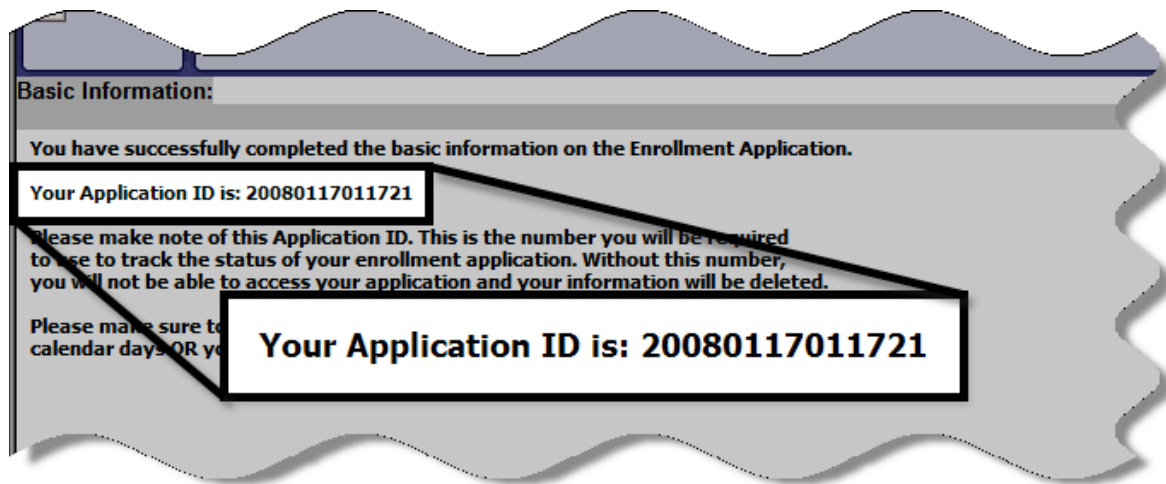 Basic Information:
You have successfully completed the basic information on the Enrollment Application.
Your Application ID is: 20080117011721
Please make note of this Application ID. This is the number you will be required
to use to track the status of your enrollment application. Without this number,
you will not be able to access your application and your information will be deleted.
Please make sure to
calendar days OR
Your Application ID is: 20080117011721